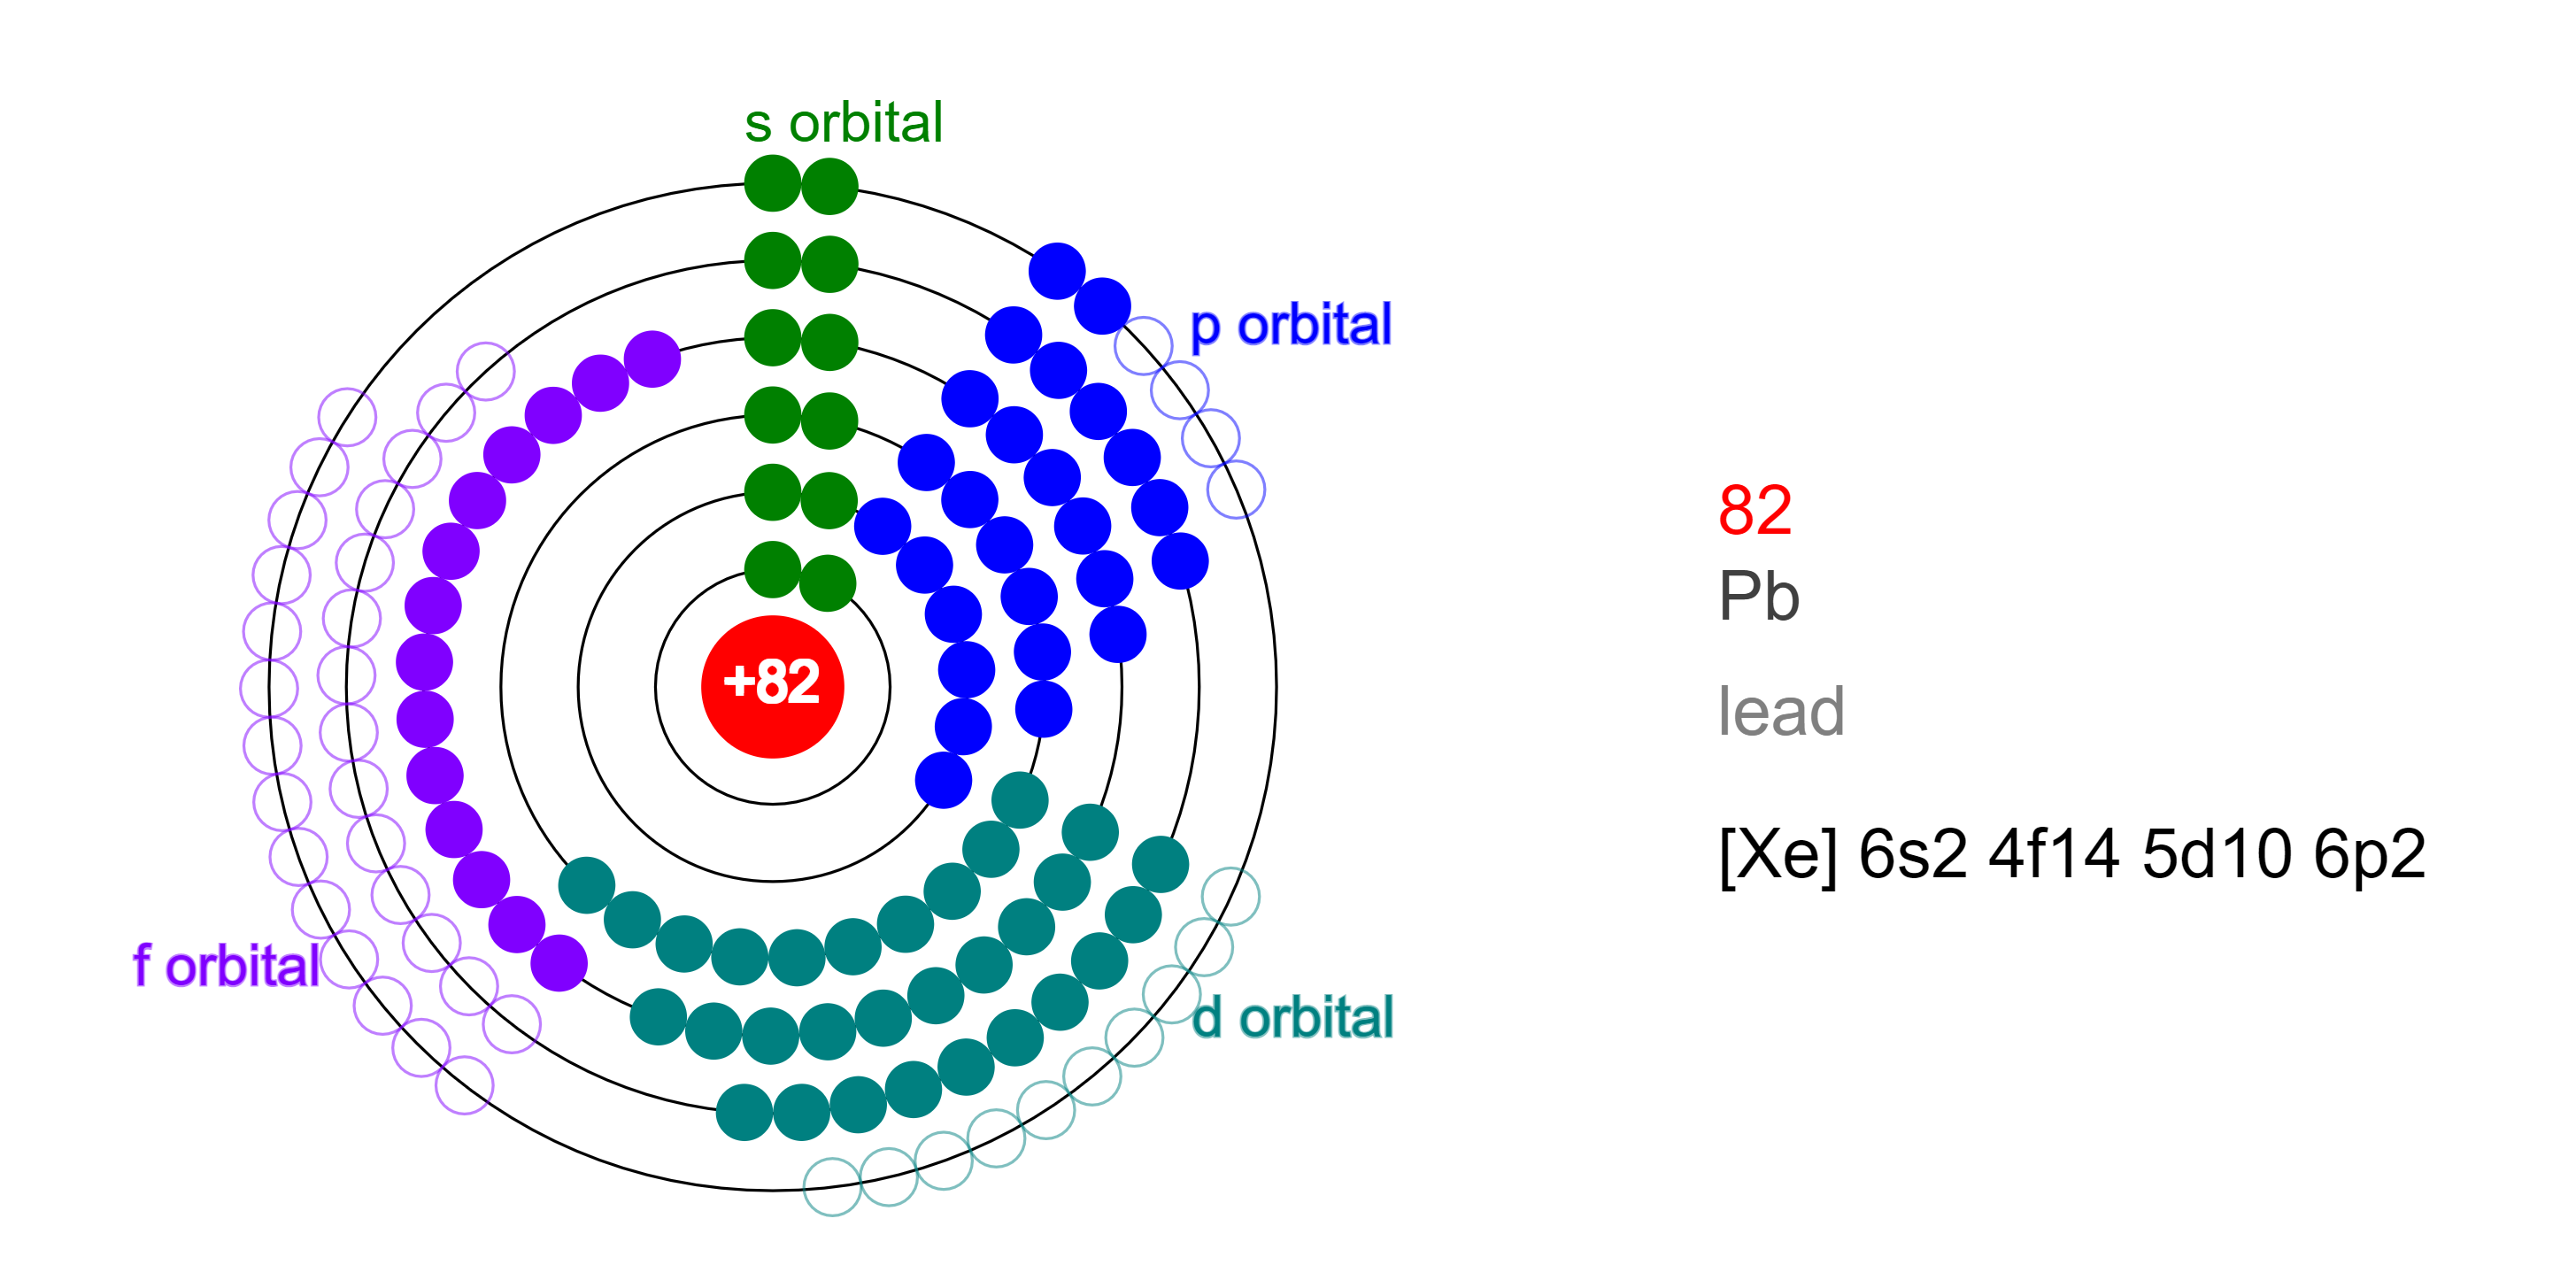 s orbital
p orbital
+82
f orbital
d orbital
82
Pb
lead
[Xe] 6s2 4f14 5d10 6p2